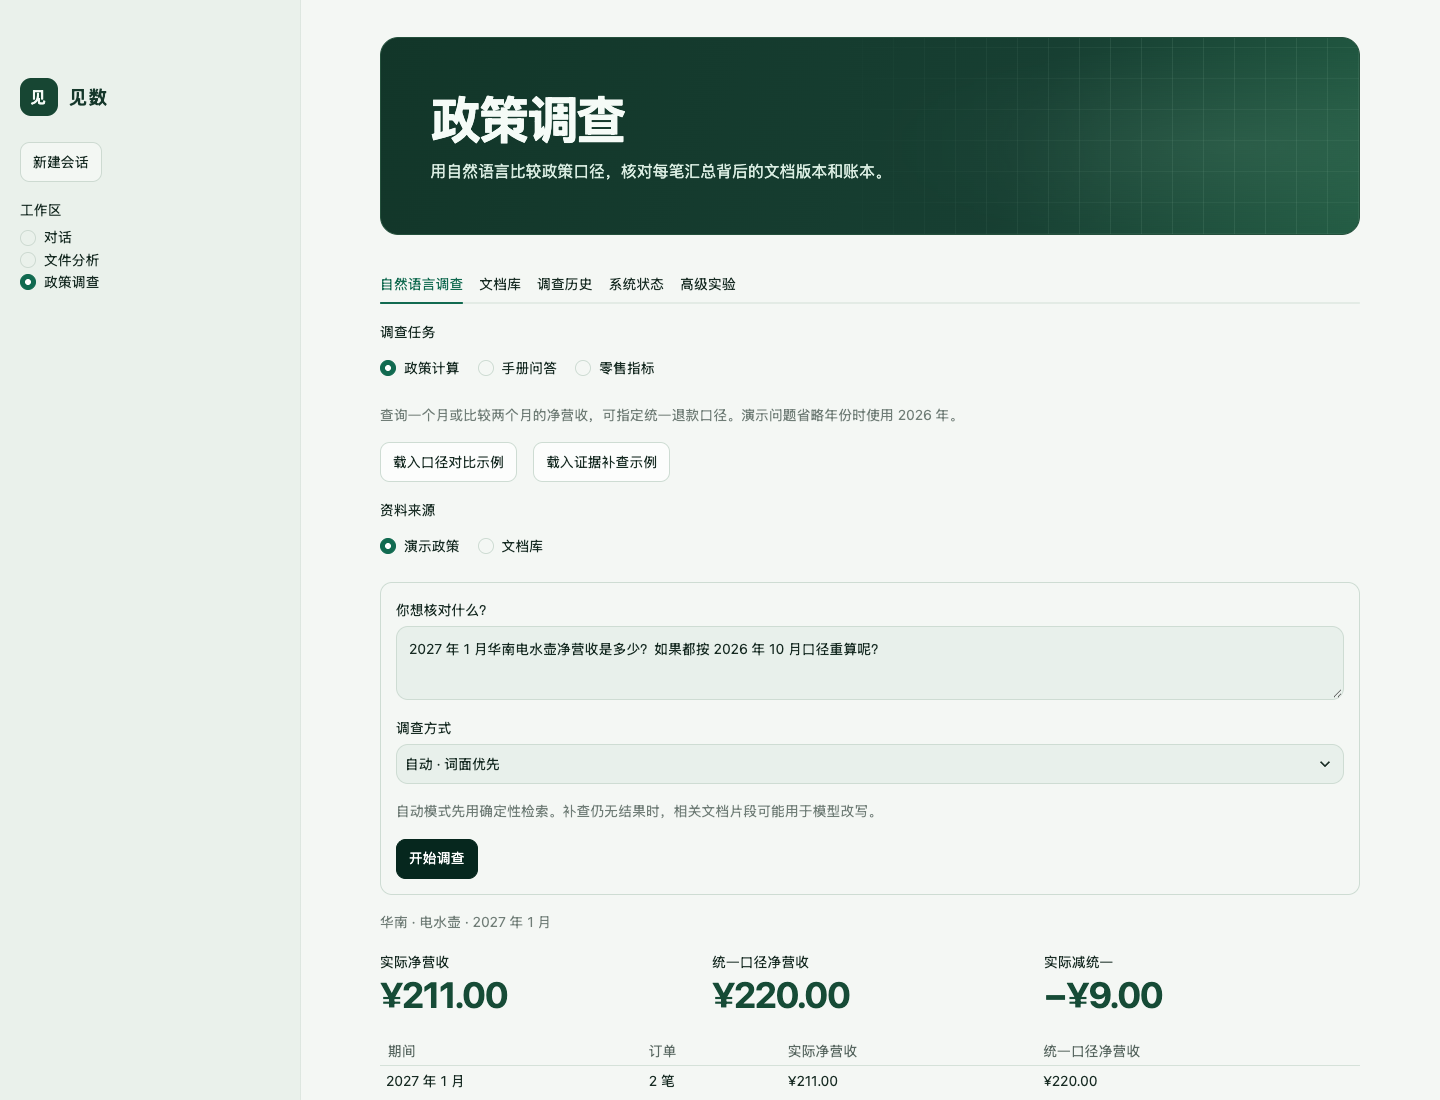 见 见数
新建会话
工作区
对话
文件分析
政策调查
政策调查
用自然语言比较政策口径，核对每笔汇总背后的文档版本和账本。
自然语言调查 文档库 调查历史 系统状态 高级实验
调查任务
政策计算 手册问答 零售指标
查询一个月或比较两个月的净营收，可指定统一退款口径。演示问题省略年份时使用 2026 年。
载入口径对比示例 载入证据补查示例
资料来源
演示政策 文档库
你想核对什么？
2027 年 1 月华南电水壶净营收是多少？如果都按 2026 年 10 月口径重算呢？
调查方式
自动 · 词面优先
自动模式先用确定性检索。补查仍无结果时，相关文档片段可能用于模型改写。
开始调查
华南 · 电水壶 · 2027 年 1 月
实际净营收 统一口径净营收 实际减统一
¥211.00 ¥220.00 −¥9.00
期间 订单 实际净营收 统一口径净营收
2027 年 1 月 2 笔 ¥211.00 ¥220.00